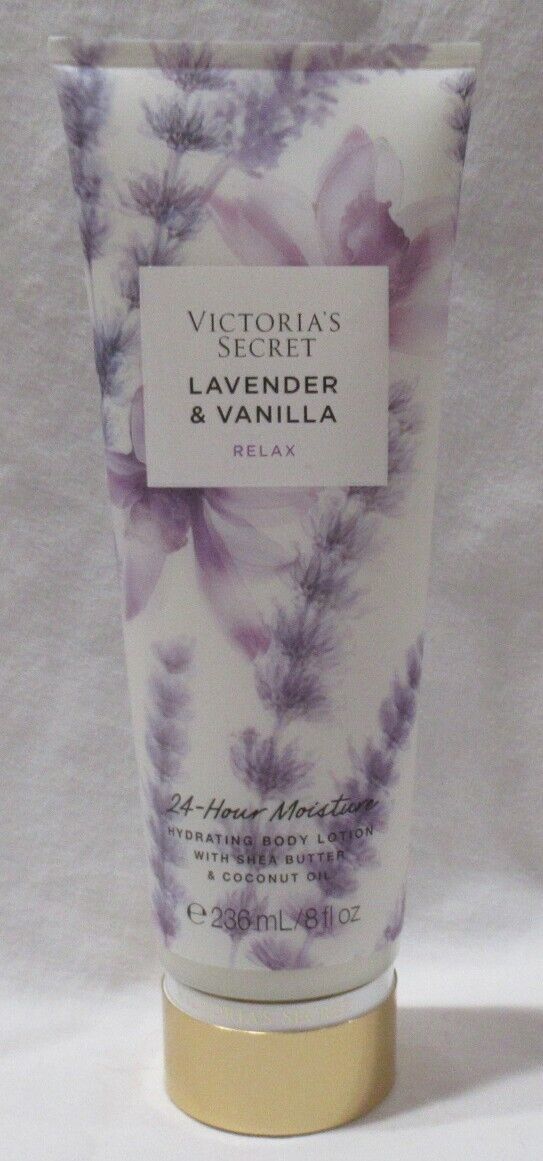 VICTORIA'S
SECRET
LAVENDER
& VANILLA
RELAX
24-Hour Moisture
HYDRATING BODY LOTION
WITH SHEA BUTTER
& COCONUT OIL
℮ 236 mL/8 fl oz